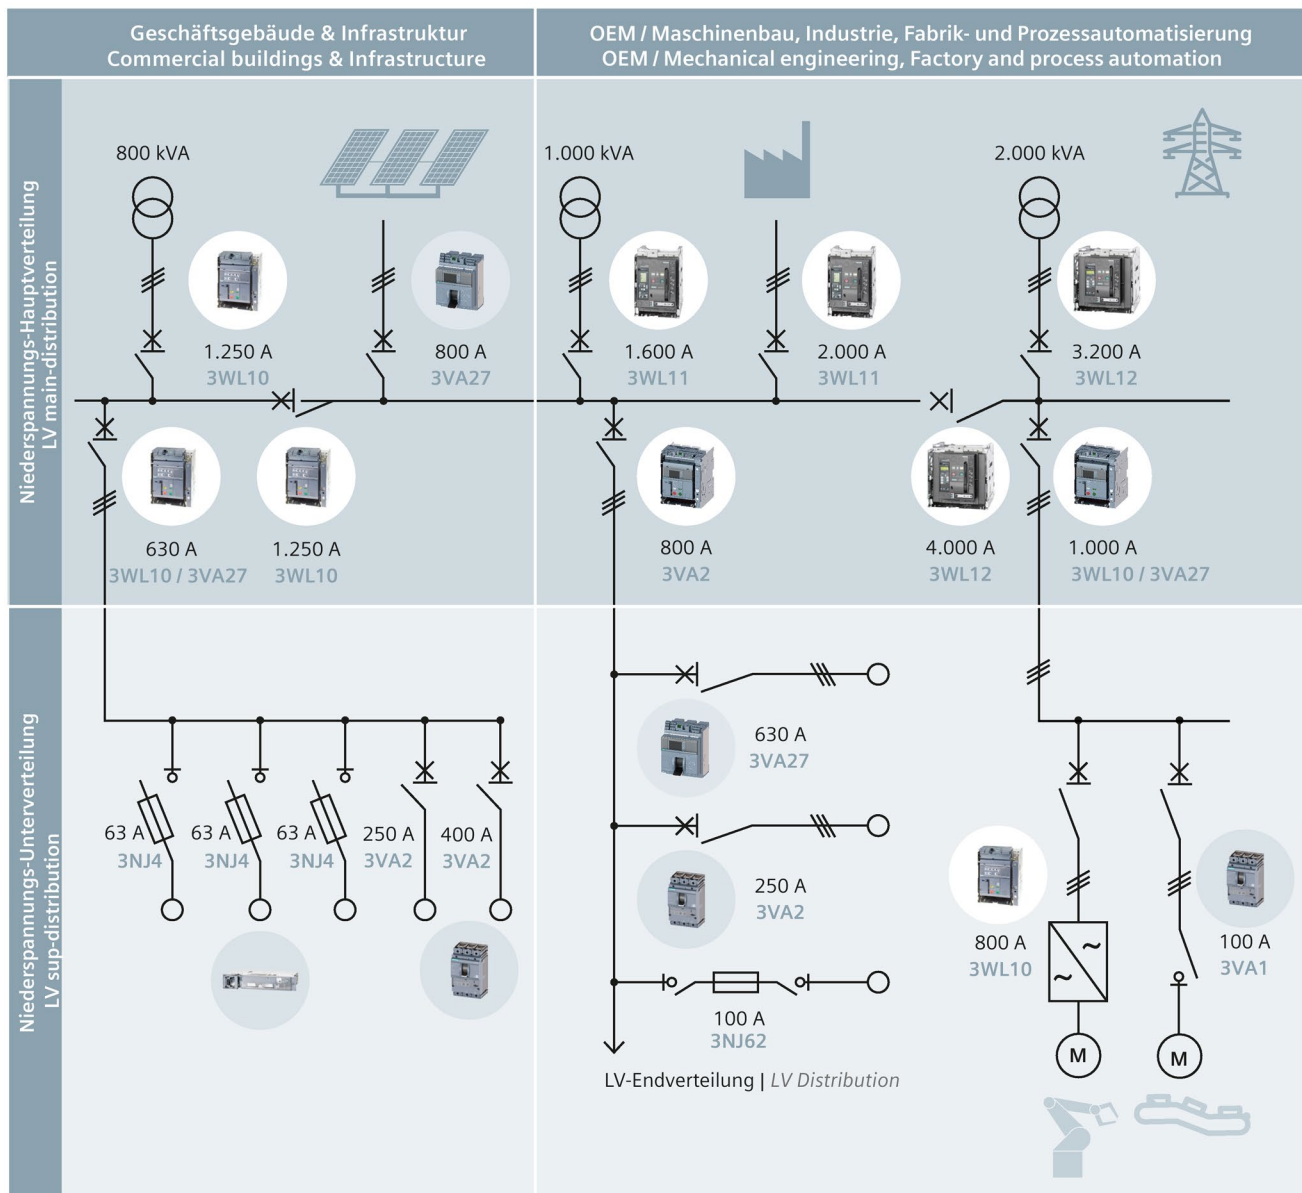 Geschäftsgebäude & Infrastruktur
Commercial buildings & Infrastructure
OEM / Maschinenbau, Industrie, Fabrik- und Prozessautomatisierung
OEM / Mechanical engineering, Factory and process automation
Niederspannungs-Hauptverteilung
LV main-distribution
800 kVA
1.000 kVA
2.000 kVA
1.250 A
3WL10
800 A
3VA27
1.600 A
3WL11
2.000 A
3WL11
3.200 A
3WL12
630 A
3WL10 / 3VA27
1.250 A
3WL10
800 A
3VA2
4.000 A
3WL12
1.000 A
3WL10 / 3VA27
Niederspannungs-Unterverteilung
LV sup-distribution
63 A
3NJ4
63 A
3NJ4
63 A
3NJ4
250 A
3VA2
400 A
3VA2
630 A
3VA27
250 A
3VA2
100 A
3NJ62
LV-Endverteilung | LV Distribution
800 A
3WL10
~
~
M
100 A
3VA1
M